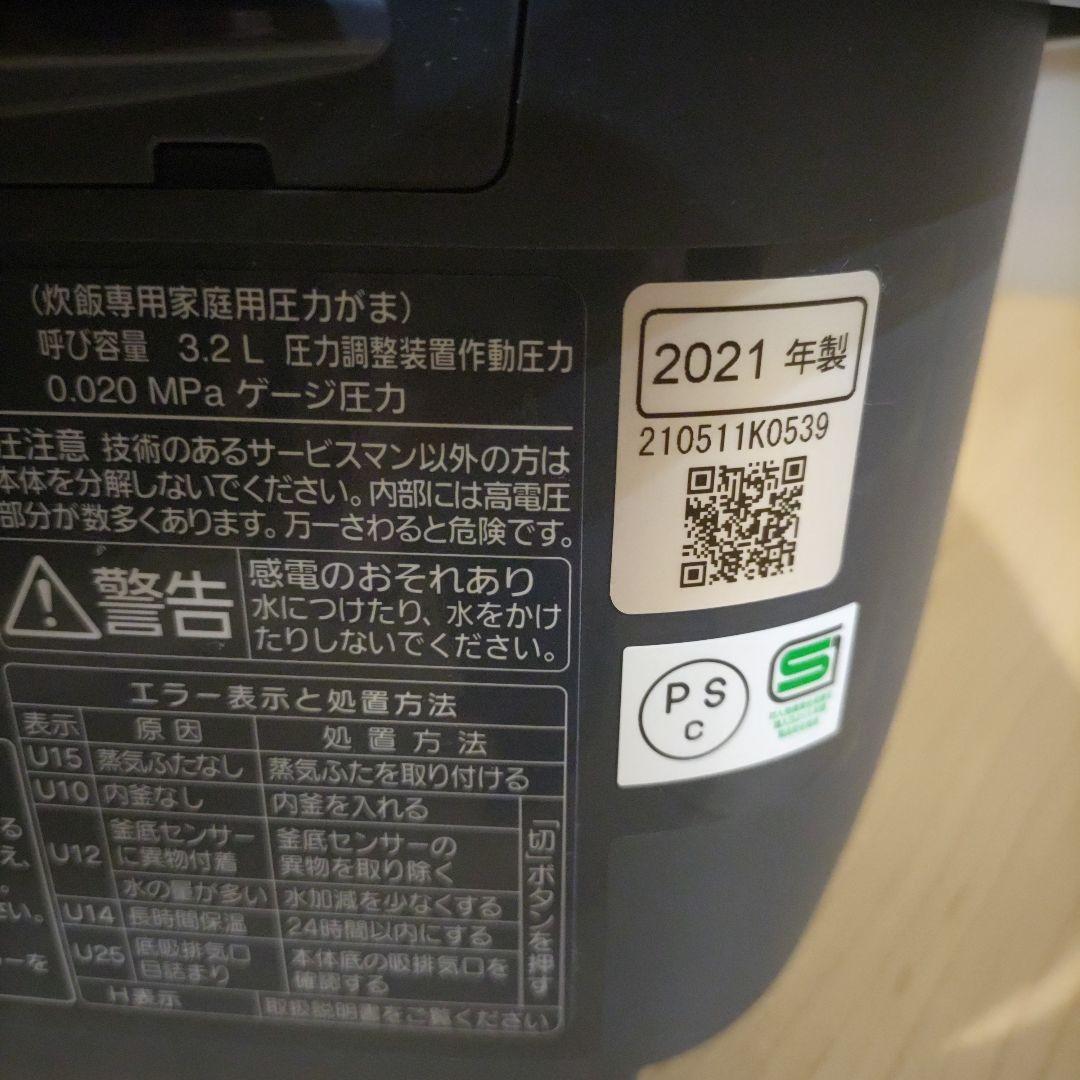 （炊飯専用家庭用圧力がま）
呼び容量 3.2 L 圧力調整装置作動圧力
0.020 MPa ゲージ圧力
圧注意 技術のあるサービスマン以外の方は
本体を分解しないでください。内部には高電圧
部分が数多くあります。万一さわると危険です。
警告
感電のおそれあり
水につけたり、水をかけ
たりしないでください。
エラー表示と処置方法
表示 原因 処置方法
U15 蒸気ふたなし 蒸気ふたを取り付ける
U10 内釜なし 内釜を入れる
U12 釜底センサー
に異物付着
釜底センサーの
異物を取り除く
水の量が多い 水加減を少なくする
U14 長時間保温 24時間以内にする
U25 底吸排気口
目詰まり
本体底の吸排気口を
確認する
「切」ボタンを押す
H表示 取扱説明書をご覧ください
る
え、
。
さい。
ーを
2021 年製
210511K0539
PS
C
S